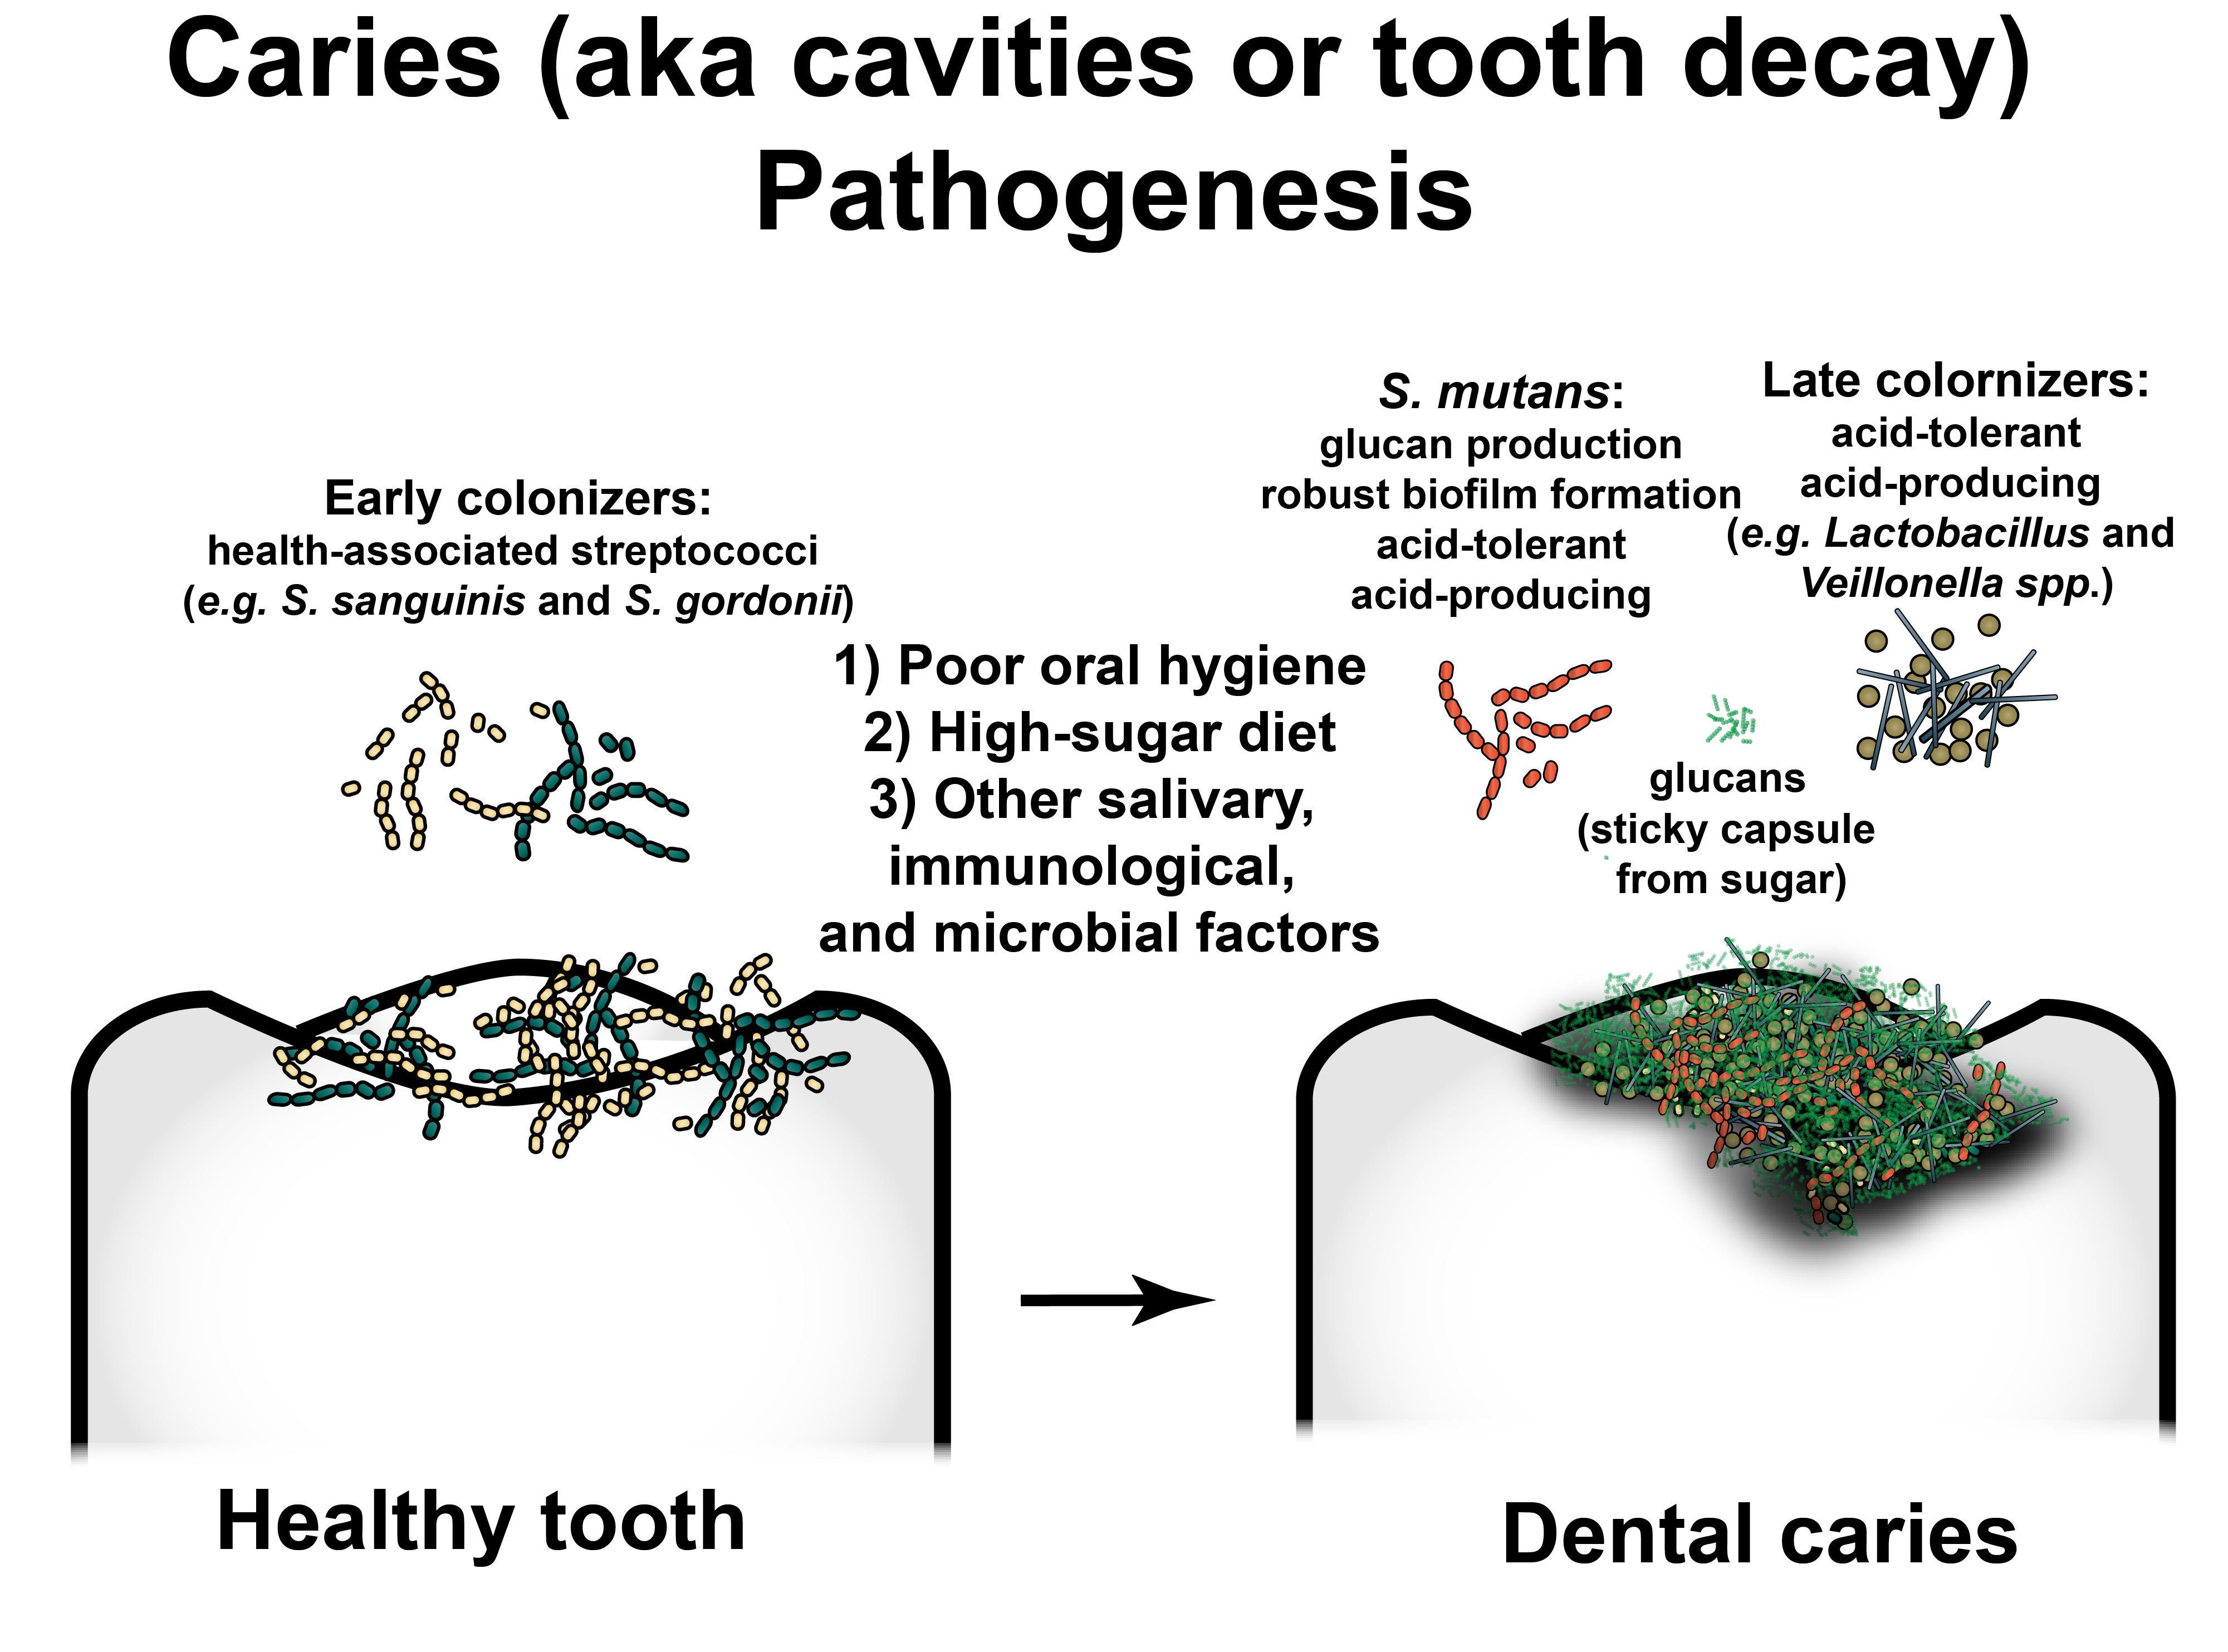 Caries (aka cavities or tooth decay)
Pathogenesis
Early colonizers:
health-associated streptococci
(e.g. S. sanguinis and S. gordonii)
1) Poor oral hygiene
2) High-sugar diet
3) Other salivary,
immunological,
and microbial factors
S. mutans:
glucan production
robust biofilm formation
acid-tolerant
acid-producing
Late colornizers:
acid-tolerant
acid-producing
(e.g. Lactobacillus and
Veillonella spp.)
glucans
(sticky capsule
from sugar)
Healthy tooth
Dental caries